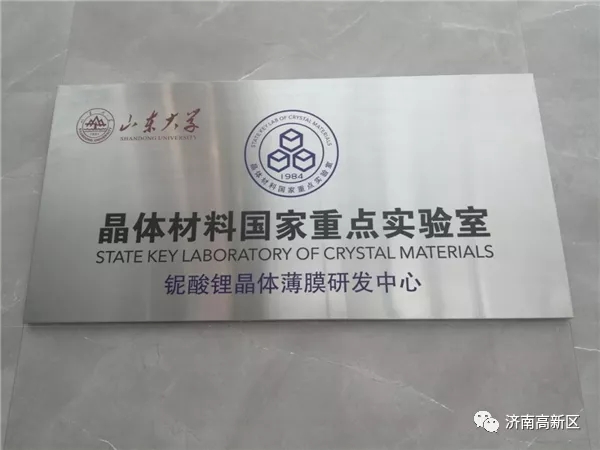 山东大学
SHANDONG UNIVERSITY
STATE KEY LAB OF CRYSTAL MATERIALS
1984
晶体材料国家重点实验室
晶体材料国家重点实验室
STATE KEY LABORATORY OF CRYSTAL MATERIALS
铌酸锂晶体薄膜研发中心
济南高新区